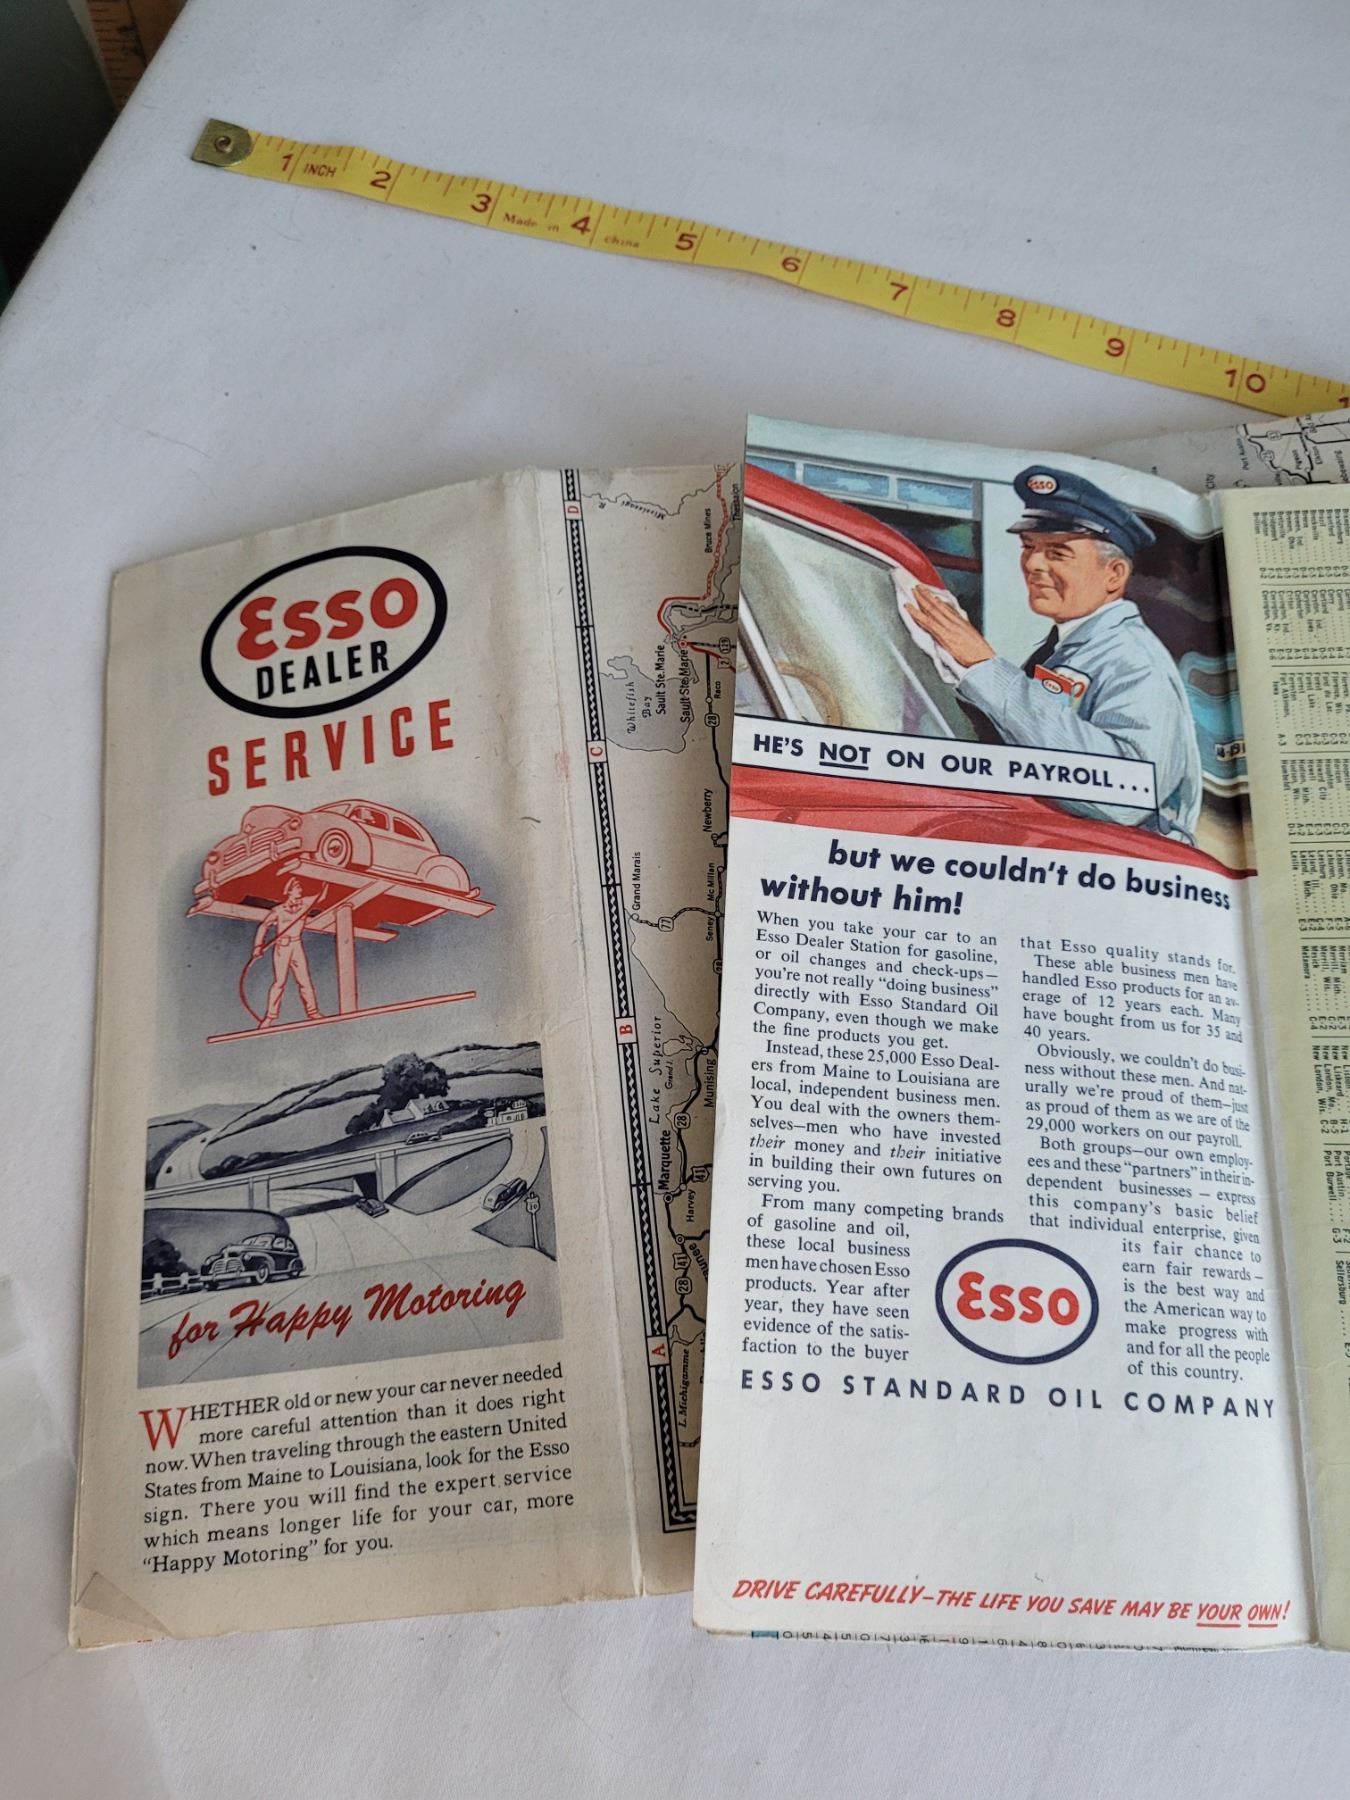 1 INCH 2 3 Made in 4 China 5 6 7 8 9 10
Esso
DEALER
SERVICE
for Happy Motoring
WHETHER old or new your car never needed
more careful attention than it does right
now. When traveling through the eastern United
States from Maine to Louisiana, look for the Esso
sign. There you will find the expert service
which means longer life for your car, more
"Happy Motoring" for you.
D
C
B
A
Mississagi R
Bruce Mines
Thessalon
Whitefish Bay
Sault Ste. Marie
Sault Ste. Marie
Raco
28
Newberry
Mc Millan
Seney
Grand Marais
77
Lake Superior
Grand I.
Munising
Marquette
28
41
Harvey
28
41
L. Michigamme
ESSO
Esso
HE'S NOT ON OUR PAYROLL...
but we couldn't do business
without him!
When you take your car to an
Esso Dealer Station for gasoline,
or oil changes and check-ups—
you're not really "doing business"
directly with Esso Standard Oil
Company, even though we make
the fine products you get.
Instead, these 25,000 Esso Deal-
ers from Maine to Louisiana are
local, independent business men.
You deal with the owners them-
selves—men who have invested
their money and their initiative
in building their own futures on
serving you.
From many competing brands
of gasoline and oil,
these local business
men have chosen Esso
products. Year after
year, they have seen
evidence of the satis-
faction to the buyer
that Esso quality stands for.
These able business men have
handled Esso products for an av-
erage of 12 years each. Many
have bought from us for 35 and
40 years.
Obviously, we couldn't do busi-
ness without these men. And nat-
urally we're proud of them—just
as proud of them as we are of the
29,000 workers on our payroll.
Both groups—our own employ-
ees and these "partners" in their in-
dependent businesses — express
this company's basic belief
that individual enterprise, given
its fair chance to
earn fair rewards —
is the best way and
the American way to
make progress with
and for all the people
of this country.
Esso
ESSO STANDARD OIL COMPANY
DRIVE CAREFULLY—THE LIFE YOU SAVE MAY BE YOUR OWN!